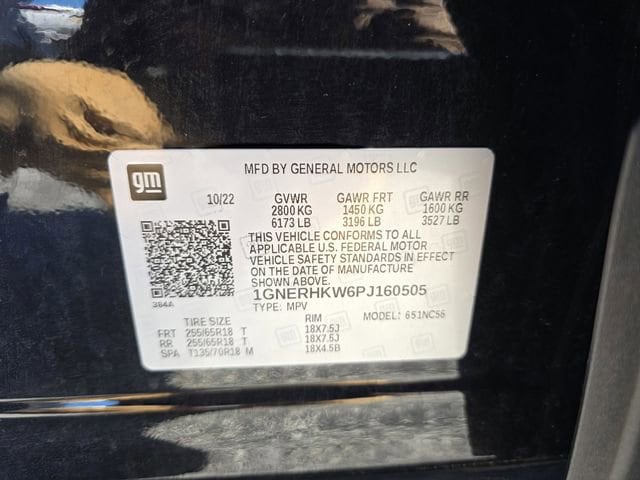 gm
MFD BY GENERAL MOTORS LLC
10/22 GVWR GAWR FRT GAWR RR
2800 KG 1450 KG 1600 KG
6173 LB 3196 LB 3527 LB
THIS VEHICLE CONFORMS TO ALL
APPLICABLE U.S. FEDERAL MOTOR
VEHICLE SAFETY STANDARDS IN EFFECT
ON THE DATE OF MANUFACTURE
SHOWN ABOVE.
1GNERHKW6PJ160505
384A
TYPE: MPV MODEL: 651NC56
TIRE SIZE RIM
FRT 255/65R18 T 18X7.5J
RR 255/65R18 T 18X7.5J
SPA T135/70R18 M 18X4.5B